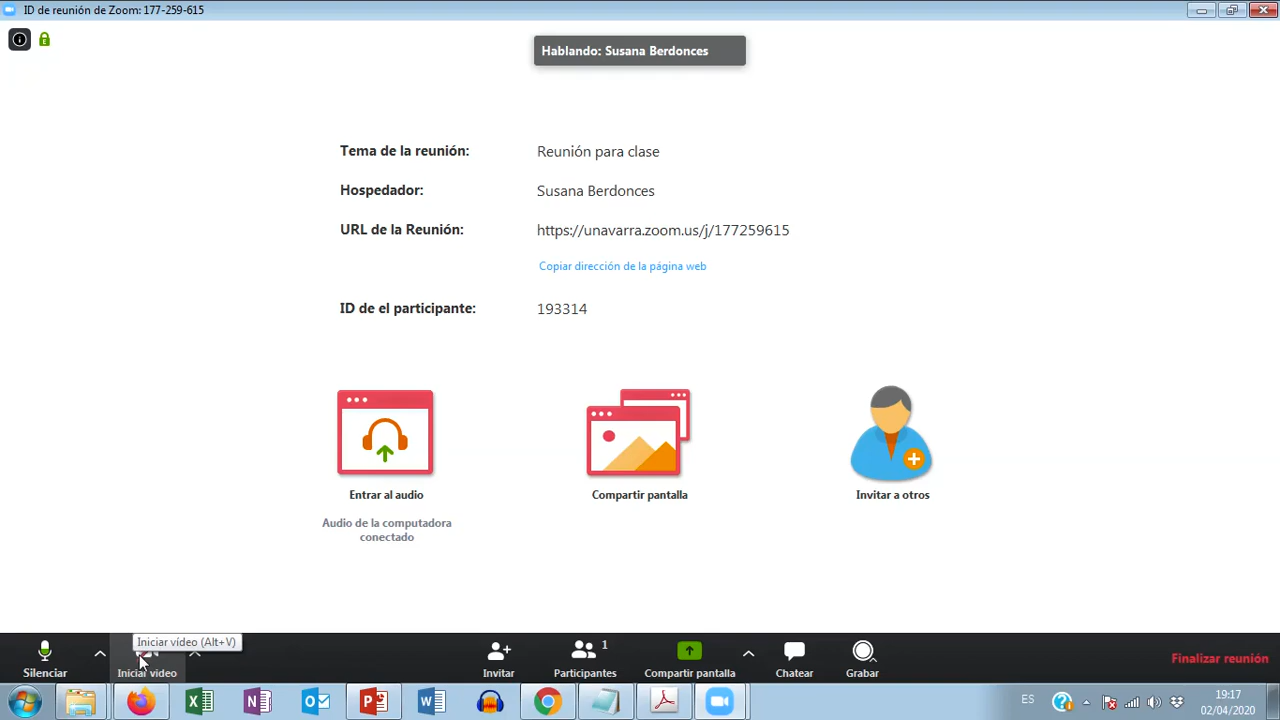 ID de reunión de Zoom: 177-259-615
Hablando: Susana Berdonces
Tema de la reunión: Reunión para clase
Hospedador: Susana Berdonces
URL de la Reunión: https://unavarra.zoom.us/j/177259615
Copiar dirección de la página web
ID de el participante: 193314
Entrar al audio
Compartir pantalla
Invitar a otros
Audio de la computadora
conectado
Iniciar vídeo (Alt+V)
1
Silenciar
Iniciar video
Invitar
Participantes
Compartir pantalla
Chatear
Grabar
Finalizar reunión
ES
19:17
02/04/2020